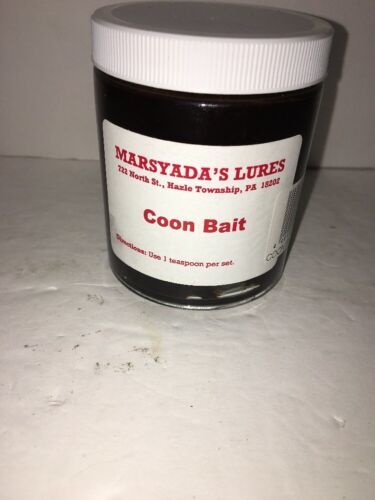 MARSYADA'S LURES
722 North St., Hazle Township, PA 18202
Coon Bait
Directions: Use 1 teaspoon per set.